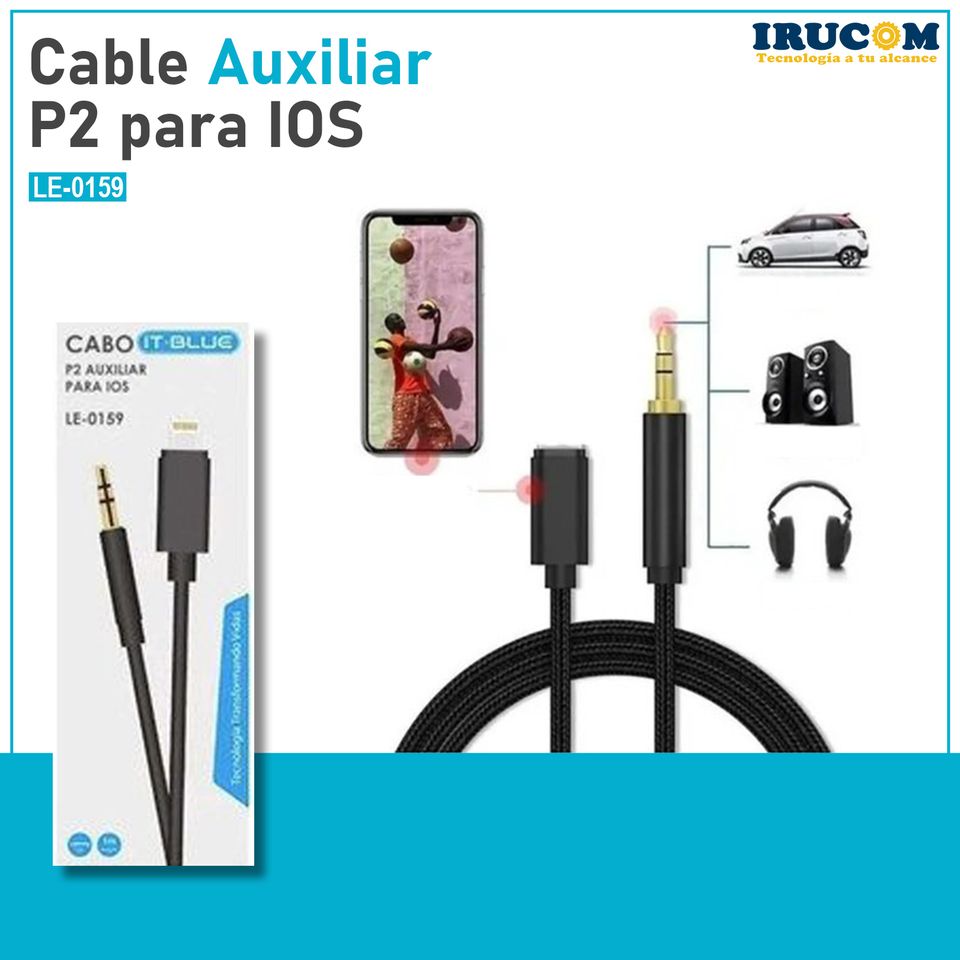 Cable Auxiliar
P2 para IOS
LE-0159
IRUCOM
Tecnología a tu alcance
CABO IT•BLUE
P2 AUXILIAR
PARA IOS
LE-0159
Tecnologia Transformando Vidas